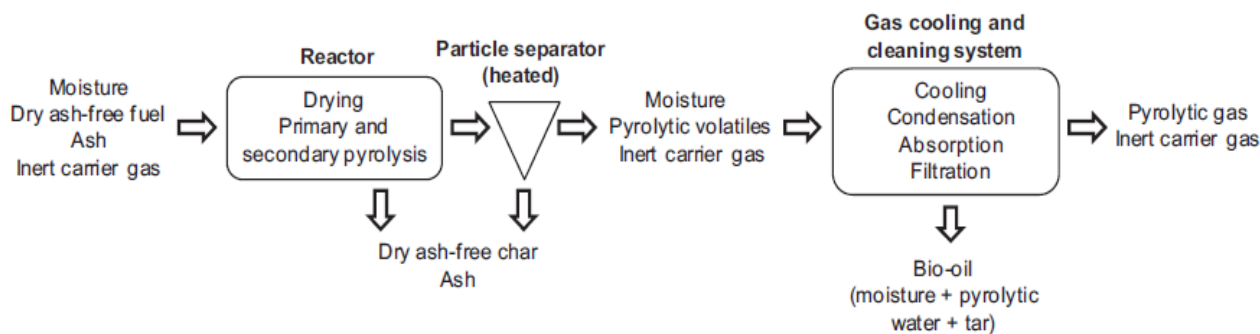 Moisture
Dry ash-free fuel
Ash
Inert carrier gas
Reactor
Drying
Primary and
secondary pyrolysis
Particle separator
(heated)
Dry ash-free char
Ash
Moisture
Pyrolytic volatiles
Inert carrier gas
Gas cooling and
cleaning system
Cooling
Condensation
Absorption
Filtration
Bio-oil
(moisture + pyrolytic
water + tar)
Pyrolytic gas
Inert carrier gas